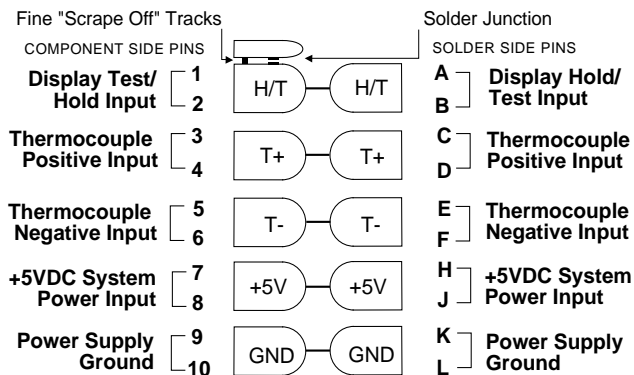 Fine "Scrape Off" Tracks Solder Junction
COMPONENT SIDE PINS SOLDER SIDE PINS
Display Test/ 1 A Display Hold/
Hold Input 2 H/T H/T B Test Input
Thermocouple 3 C Thermocouple
Positive Input 4 T+ T+ D Positive Input
Thermocouple 5 E Thermocouple
Negative Input 6 T- T- F Negative Input
+5VDC System 7 H +5VDC System
Power Input 8 +5V +5V J Power Input
Power Supply 9 K Power Supply
Ground 10 GND GND L Ground